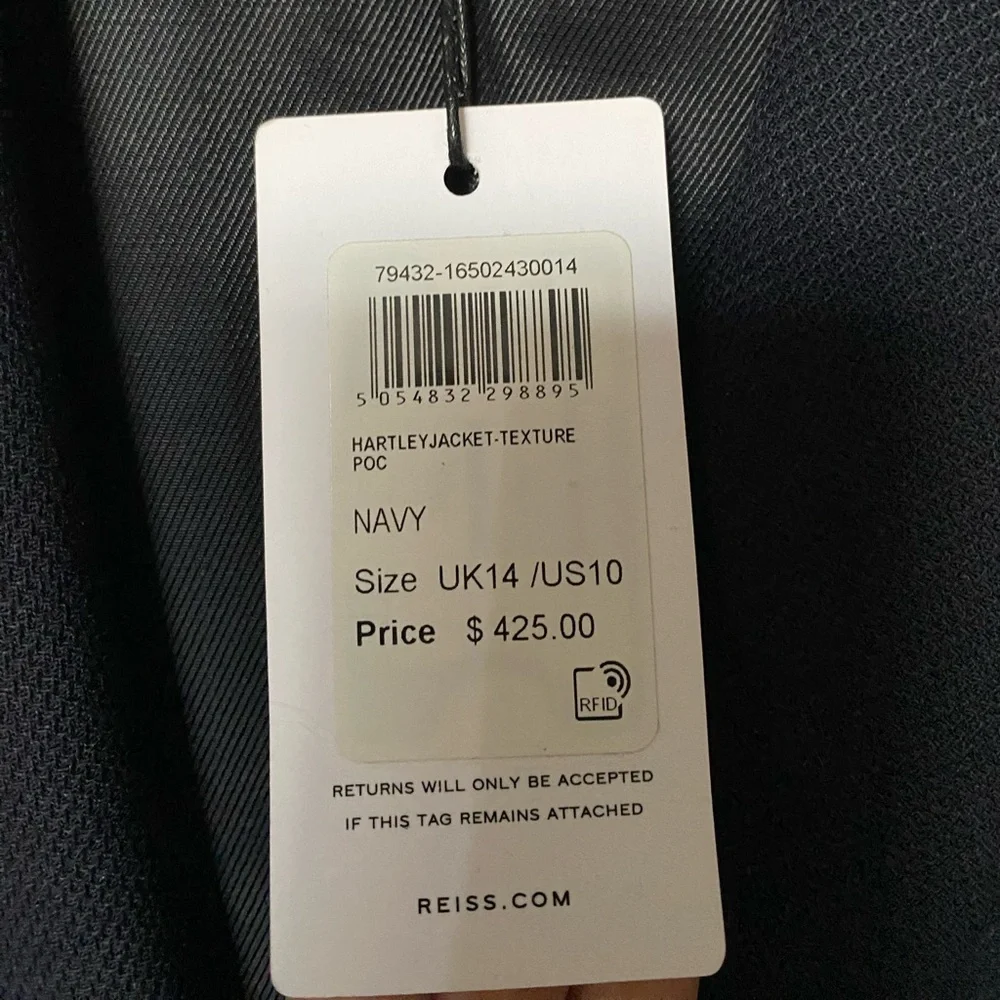 79432-16502430014
5 054832 298895
HARTLEYJACKET-TEXTURE
POC
NAVY
Size UK14 /US10
Price $ 425.00
RFID
RETURNS WILL ONLY BE ACCEPTED
IF THIS TAG REMAINS ATTACHED
REISS.COM